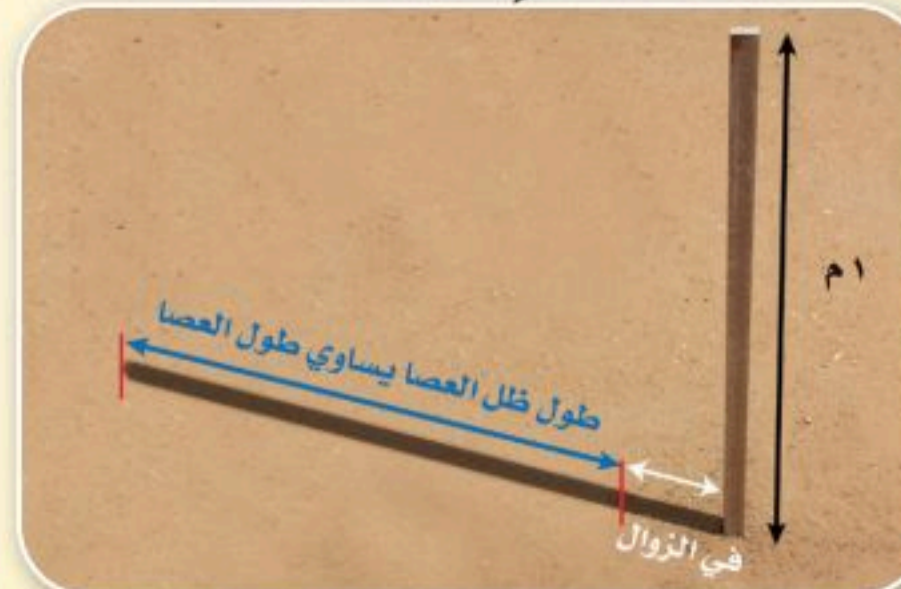 ١ م
طول ظل العصا يساوي طول العصا
في الزوال